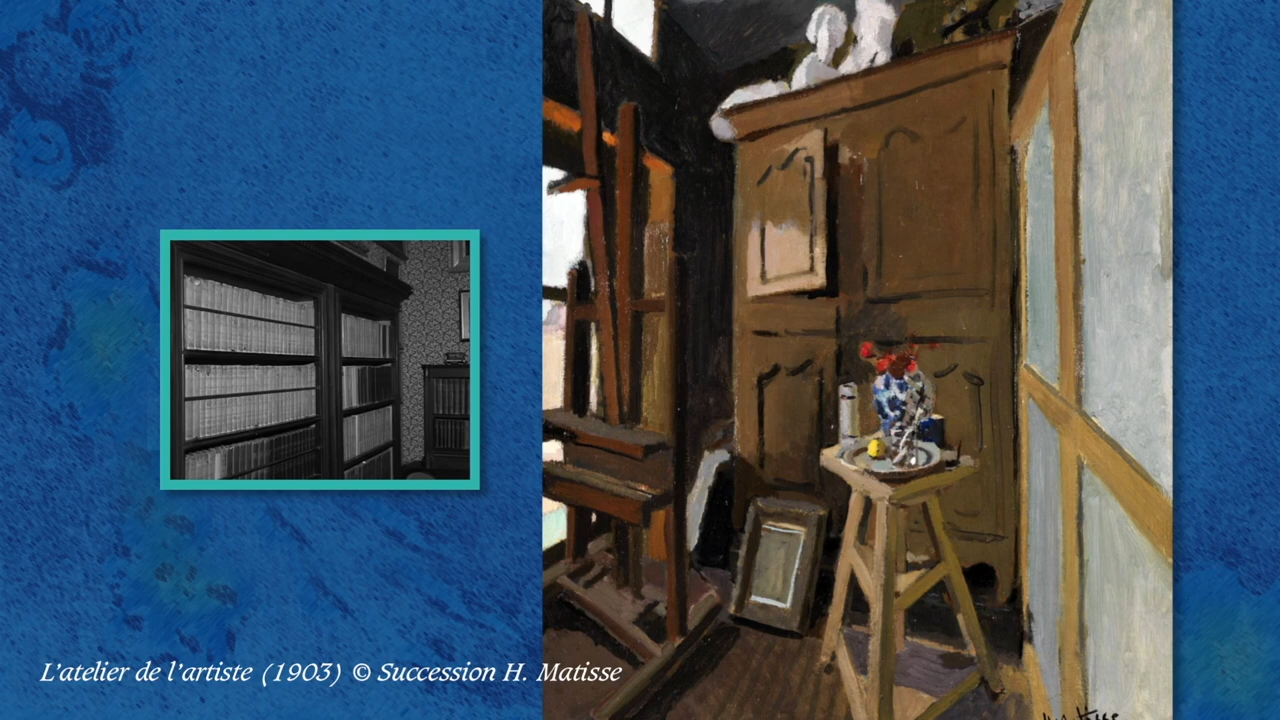 L'atelier de l'artiste (1903) © Succession H. Matisse